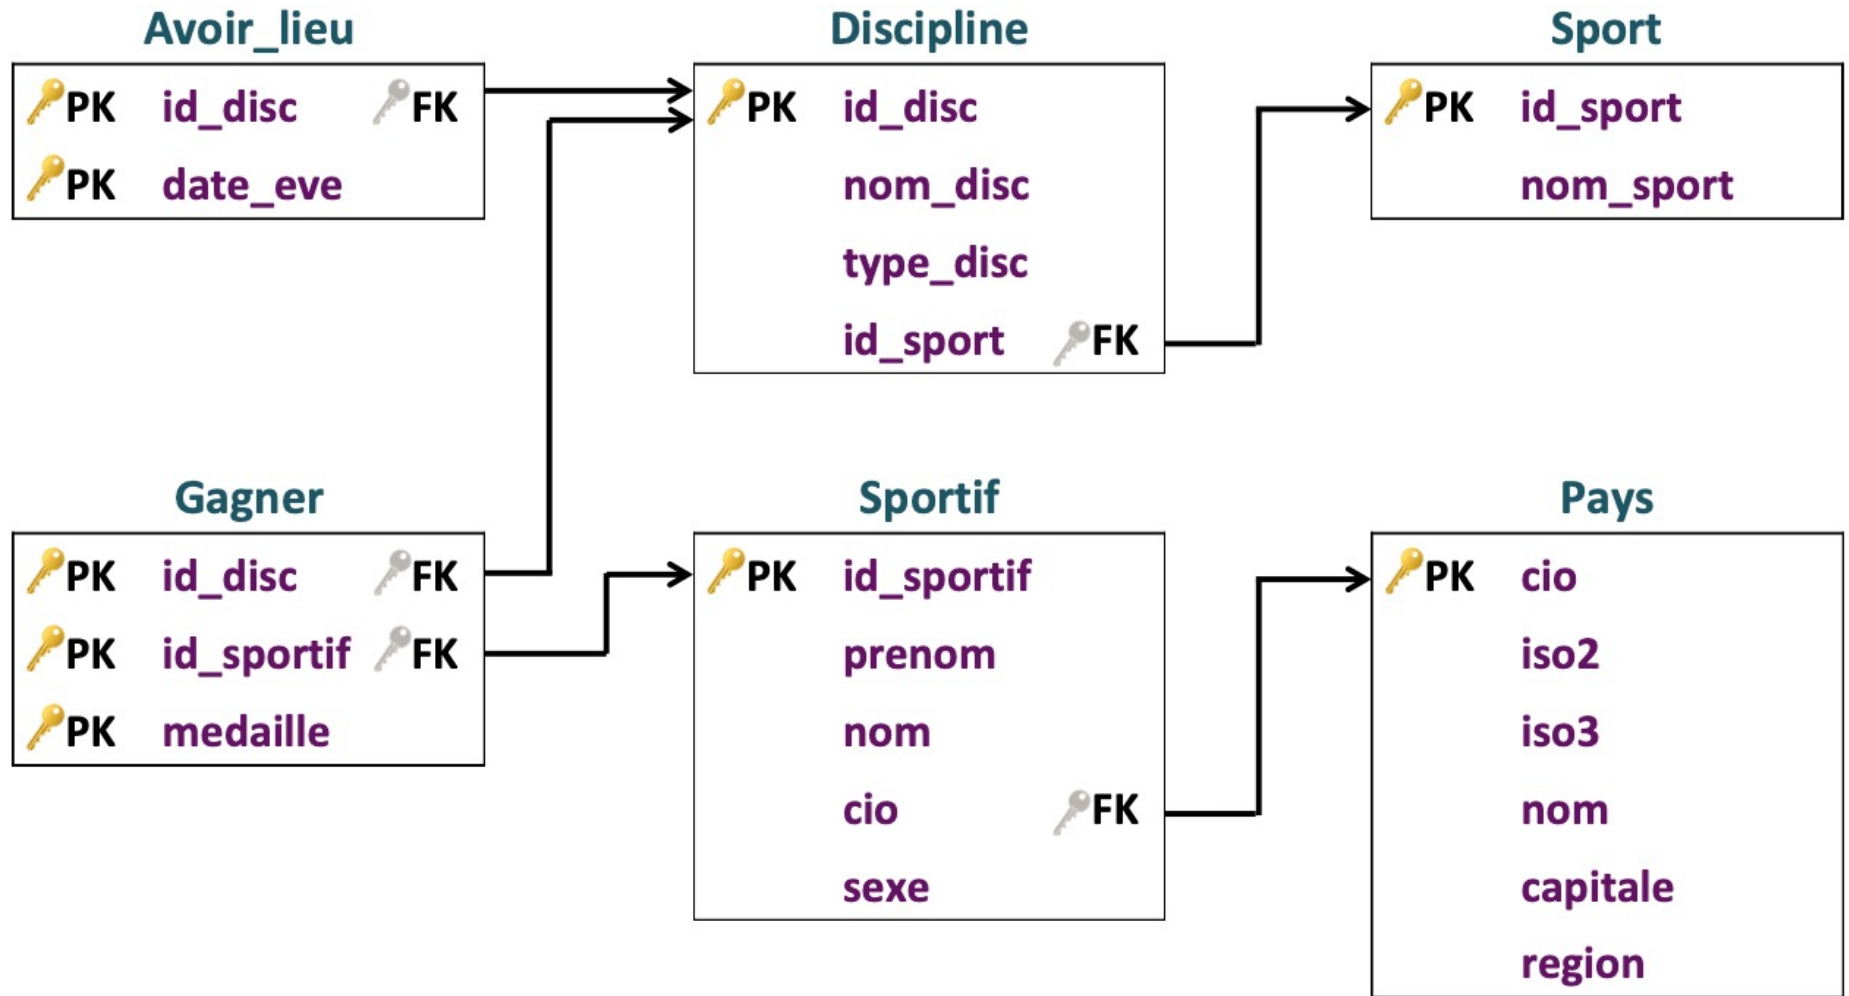 Avoir_lieu
PK id_disc FK
PK date_eve
Discipline
PK id_disc
nom_disc
type_disc
id_sport FK
Sport
PK id_sport
nom_sport
Gagner
PK id_disc FK
PK id_sportif FK
PK medaille
Sportif
PK id_sportif
prenom
nom
cio FK
sexe
Pays
PK cio
iso2
iso3
nom
capitale
region